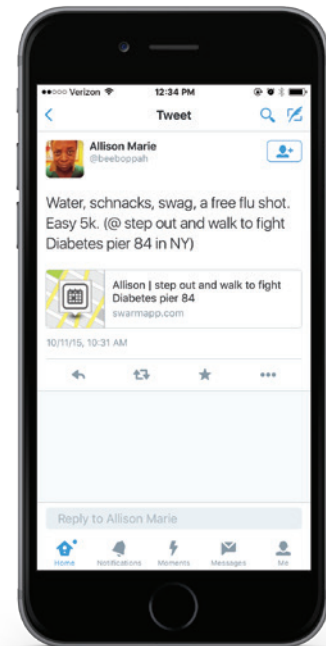 Verizon 12:34 PM
Tweet
Allison Marie
@beeboppah
Water, schnacks, swag, a free flu shot.
Easy 5k. (@ step out and walk to fight
Diabetes pier 84 in NY)
Allison | step out and walk to fight
Diabetes pier 84
swarmapp.com
10/11/15, 10:31 AM
Reply to Allison Marie
Home Notifications Moments Messages Me